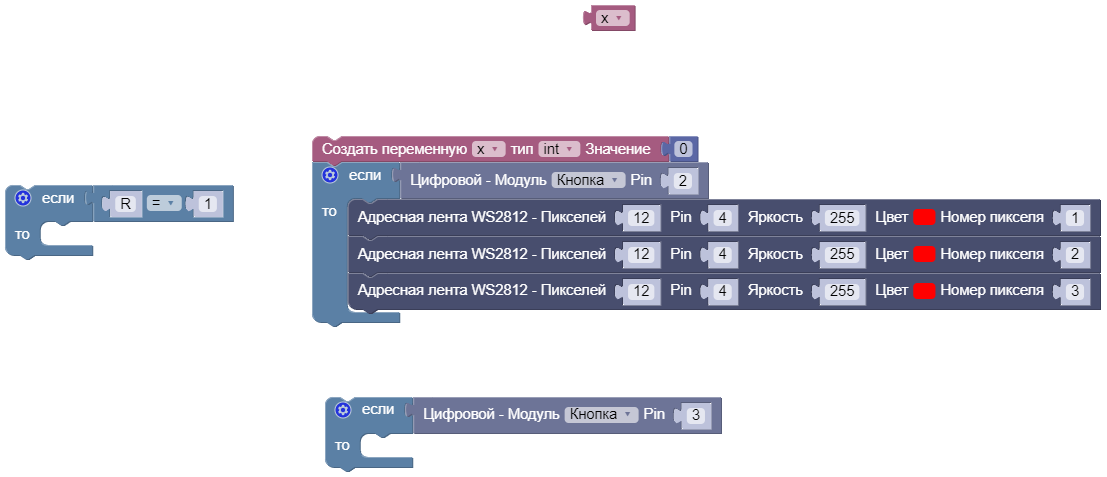 x
Создать переменную x тип int Значение 0
если Цифровой - Модуль Кнопка Pin 2
то Адресная лента WS2812 - Пикселей 12 Pin 4 Яркость 255 Цвет Номер пикселя 1
Адресная лента WS2812 - Пикселей 12 Pin 4 Яркость 255 Цвет Номер пикселя 2
Адресная лента WS2812 - Пикселей 12 Pin 4 Яркость 255 Цвет Номер пикселя 3
если R = 1
то
если Цифровой - Модуль Кнопка Pin 3
то